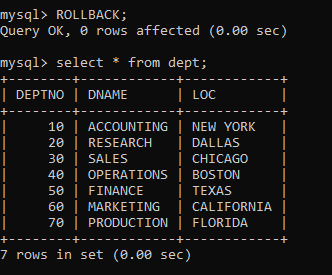 mysql> ROLLBACK;
Query OK, 0 rows affected (0.00 sec)

mysql> select * from dept;
+--------+------------+------------+
| DEPTNO | DNAME      | LOC        |
+--------+------------+------------+
|     10 | ACCOUNTING | NEW YORK   |
|     20 | RESEARCH   | DALLAS     |
|     30 | SALES      | CHICAGO    |
|     40 | OPERATIONS | BOSTON     |
|     50 | FINANCE    | TEXAS      |
|     60 | MARKETING  | CALIFORNIA |
|     70 | PRODUCTION | FLORIDA    |
+--------+------------+------------+
7 rows in set (0.00 sec)